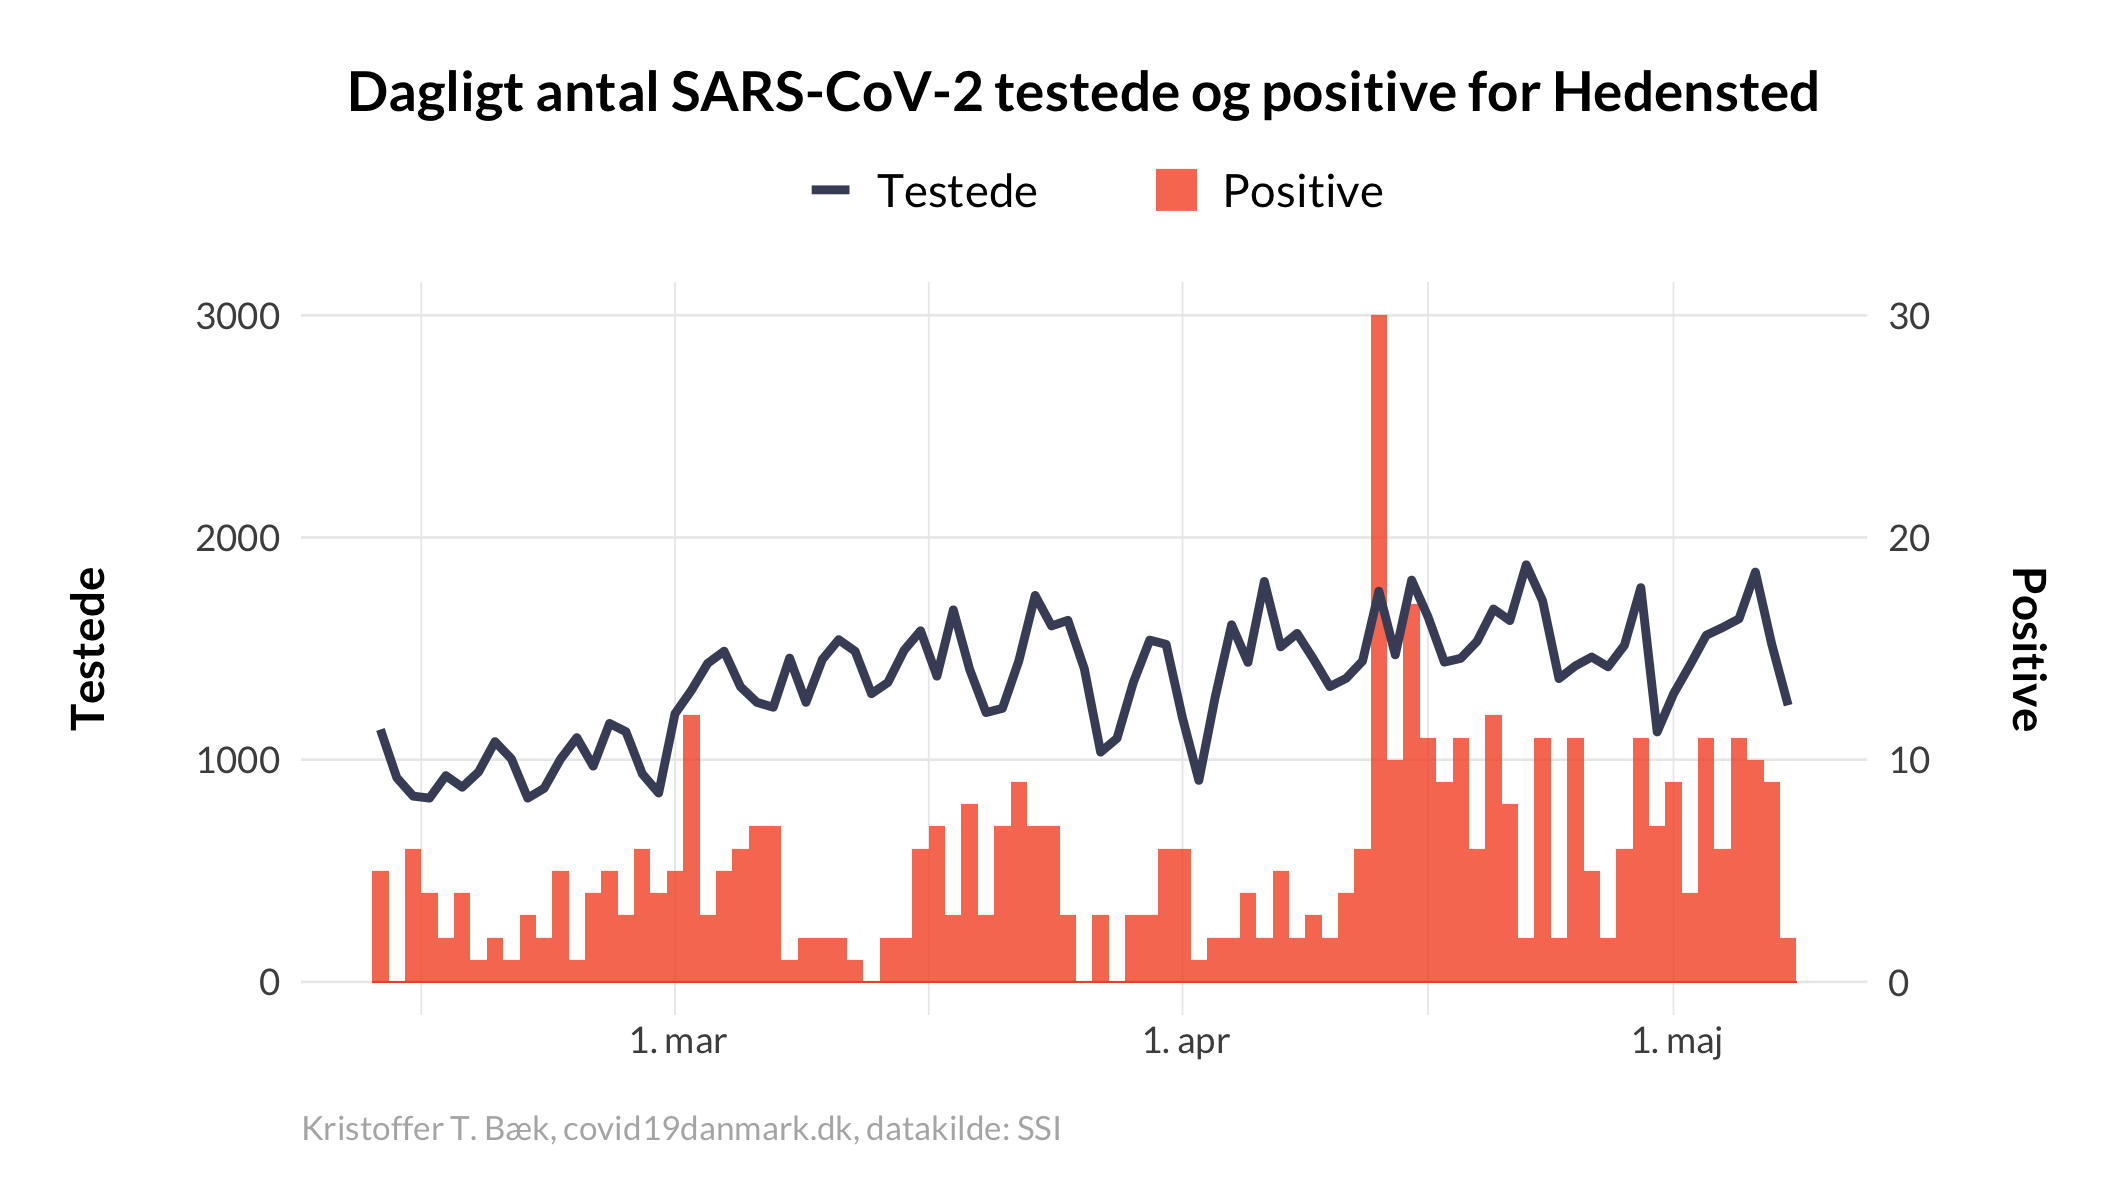 Dagligt antal SARS-CoV-2 testede og positive for Hedensted
Testede Positive
3000 30
2000 20
1000 10
0 0
Testede
Positive
1. mar 1. apr 1. maj
Kristoffer T. Bæk, covid19danmark.dk, datakilde: SSI